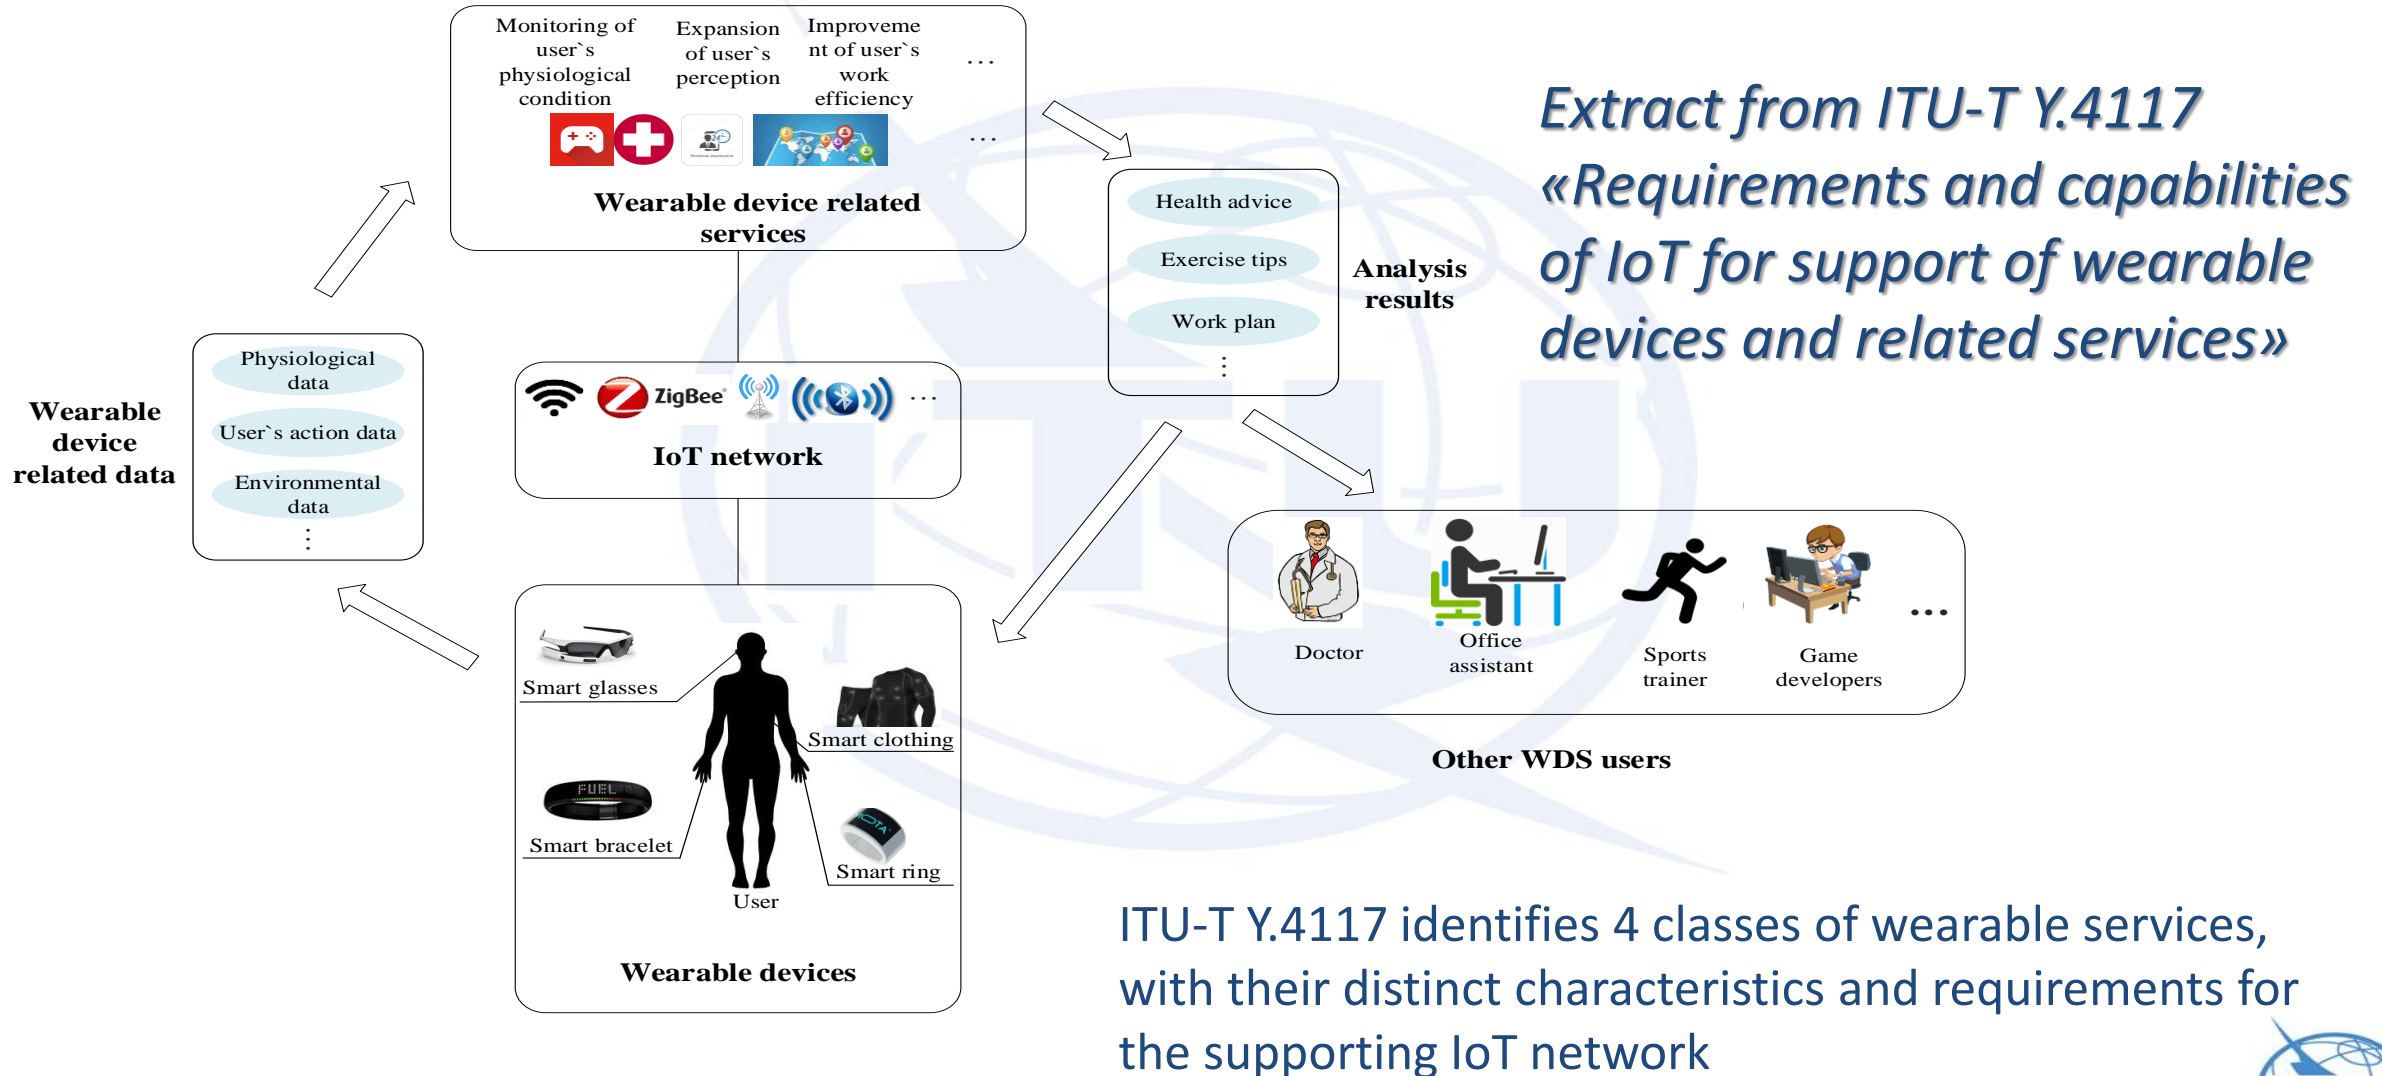 Monitoring of
user`s
physiological
condition
Expansion
of user`s
perception
Improveme
nt of user`s
work
efficiency
...
Personal Assistance
...
Wearable device related
services
Health advice
Exercise tips
Work plan
...
Analysis
results
Extract from ITU-T Y.4117
«Requirements and capabilities
of IoT for support of wearable
devices and related services»
Wearable
device
related data
Physiological
data
User`s action data
Environmental
data
...
ZigBee®
...
IoT network
ITU
Smart glasses
Smart clothing
FUEL
Smart bracelet
Smart ring
User
Wearable devices
Doctor
Office
assistant
Sports
trainer
Game
developers
...
Other WDS users
ITU-T Y.4117 identifies 4 classes of wearable services,
with their distinct characteristics and requirements for
the supporting IoT network